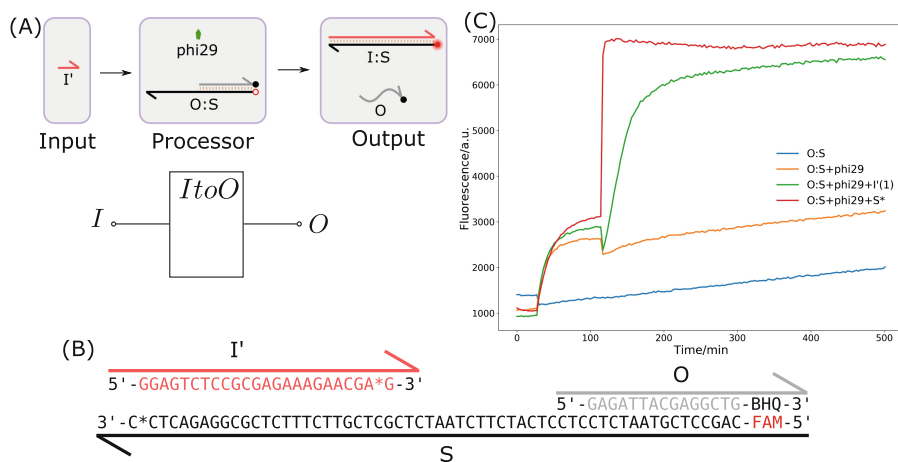 (A)
I'
Input
phi29
O:S
Processor
I:S
O
Output
I
ItoO
O
(C)
Fluorescence/a.u.
7000
6000
5000
4000
3000
2000
1000
0
100
200
300
400
500
Time/min
O:S
O:S+phi29
O:S+phi29+I'(1)
O:S+phi29+S*
(B)
I'
5'-GGAGTCTCCGCGAGAAAGAACGA*G-3'
O
5'-GAGATTACGAGGCTG-BHQ-3'
3'-C*CTCAGAGGCGCTCTTTCTTGCTCGCTCTAATCTTCTACTCCTCCTCTAATGCTCCGAC-FAM-5'
S